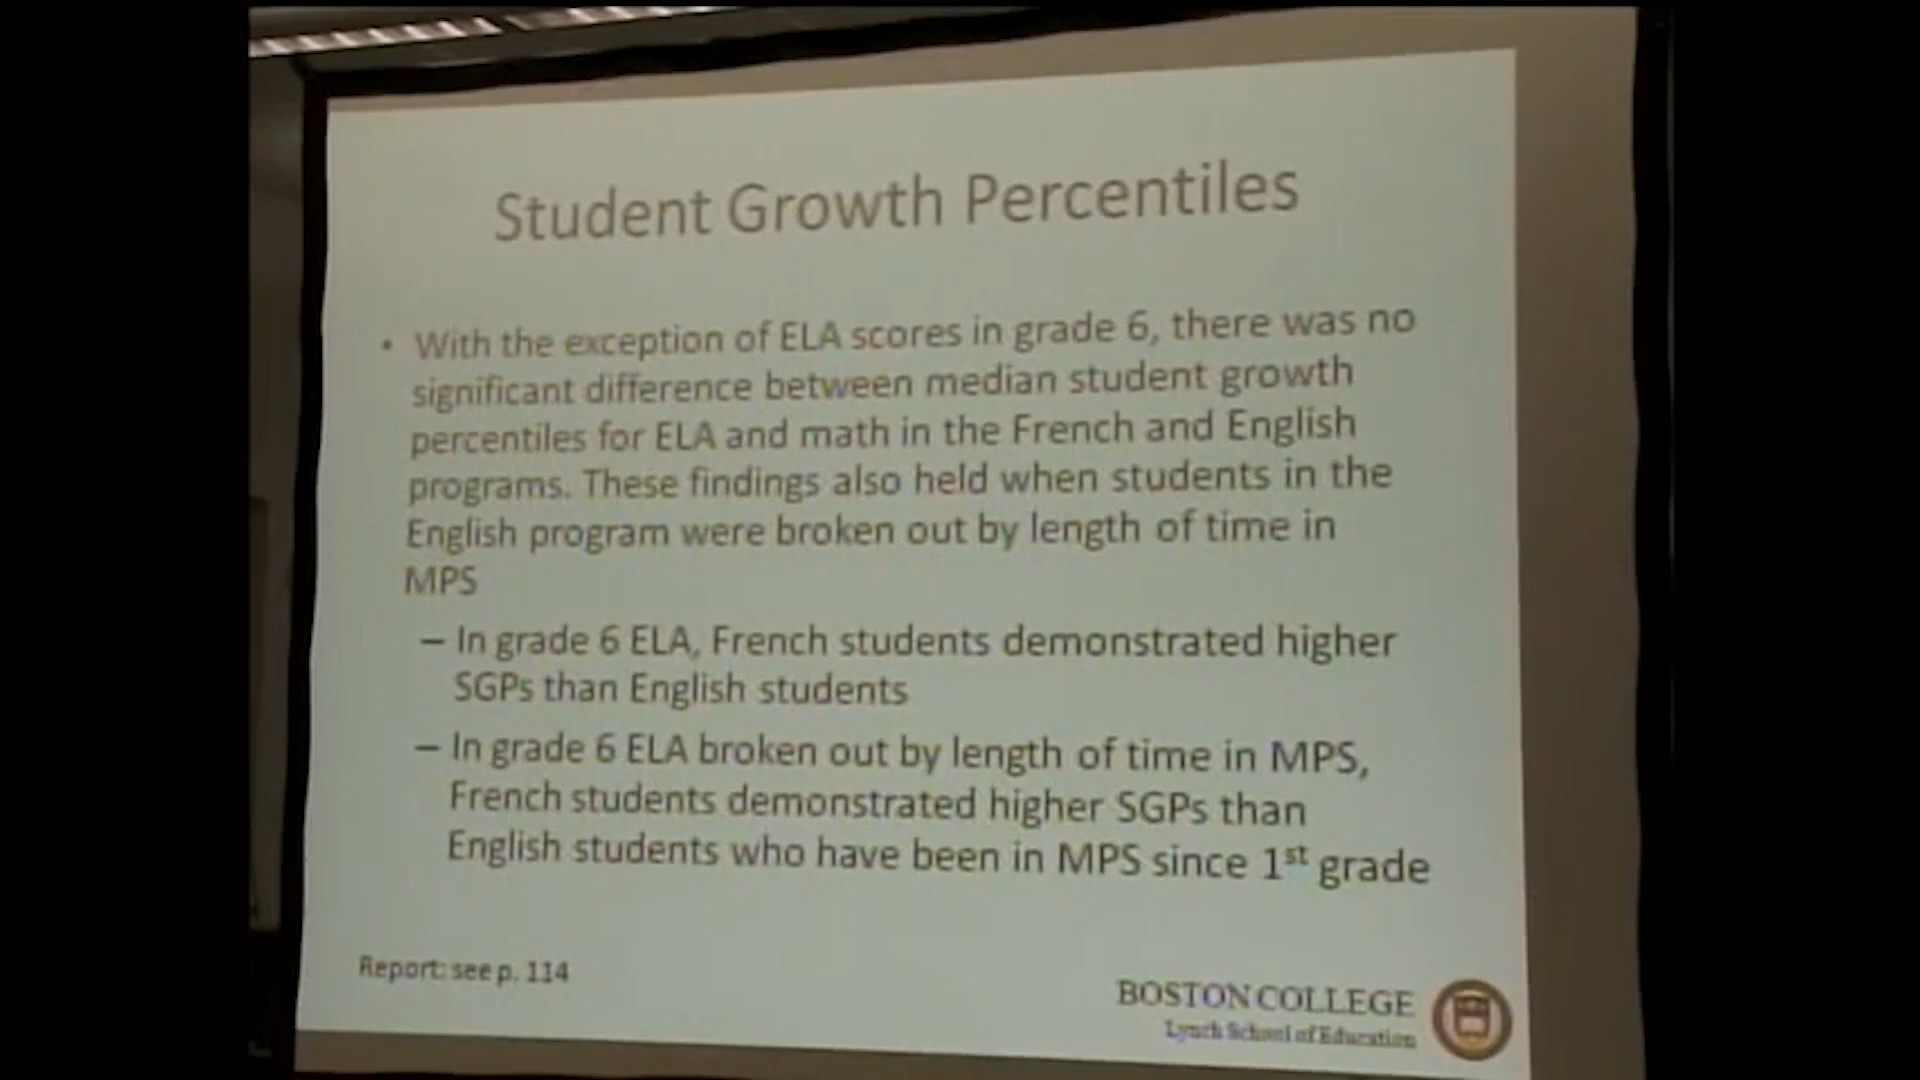 Student Growth Percentiles
• With the exception of ELA scores in grade 6, there was no
significant difference between median student growth
percentiles for ELA and math in the French and English
programs. These findings also held when students in the
English program were broken out by length of time in
MPS
– In grade 6 ELA, French students demonstrated higher
SGPs than English students
– In grade 6 ELA broken out by length of time in MPS,
French students demonstrated higher SGPs than
English students who have been in MPS since 1st grade
Report: see p. 114
BOSTON COLLEGE
Lynch School of Education